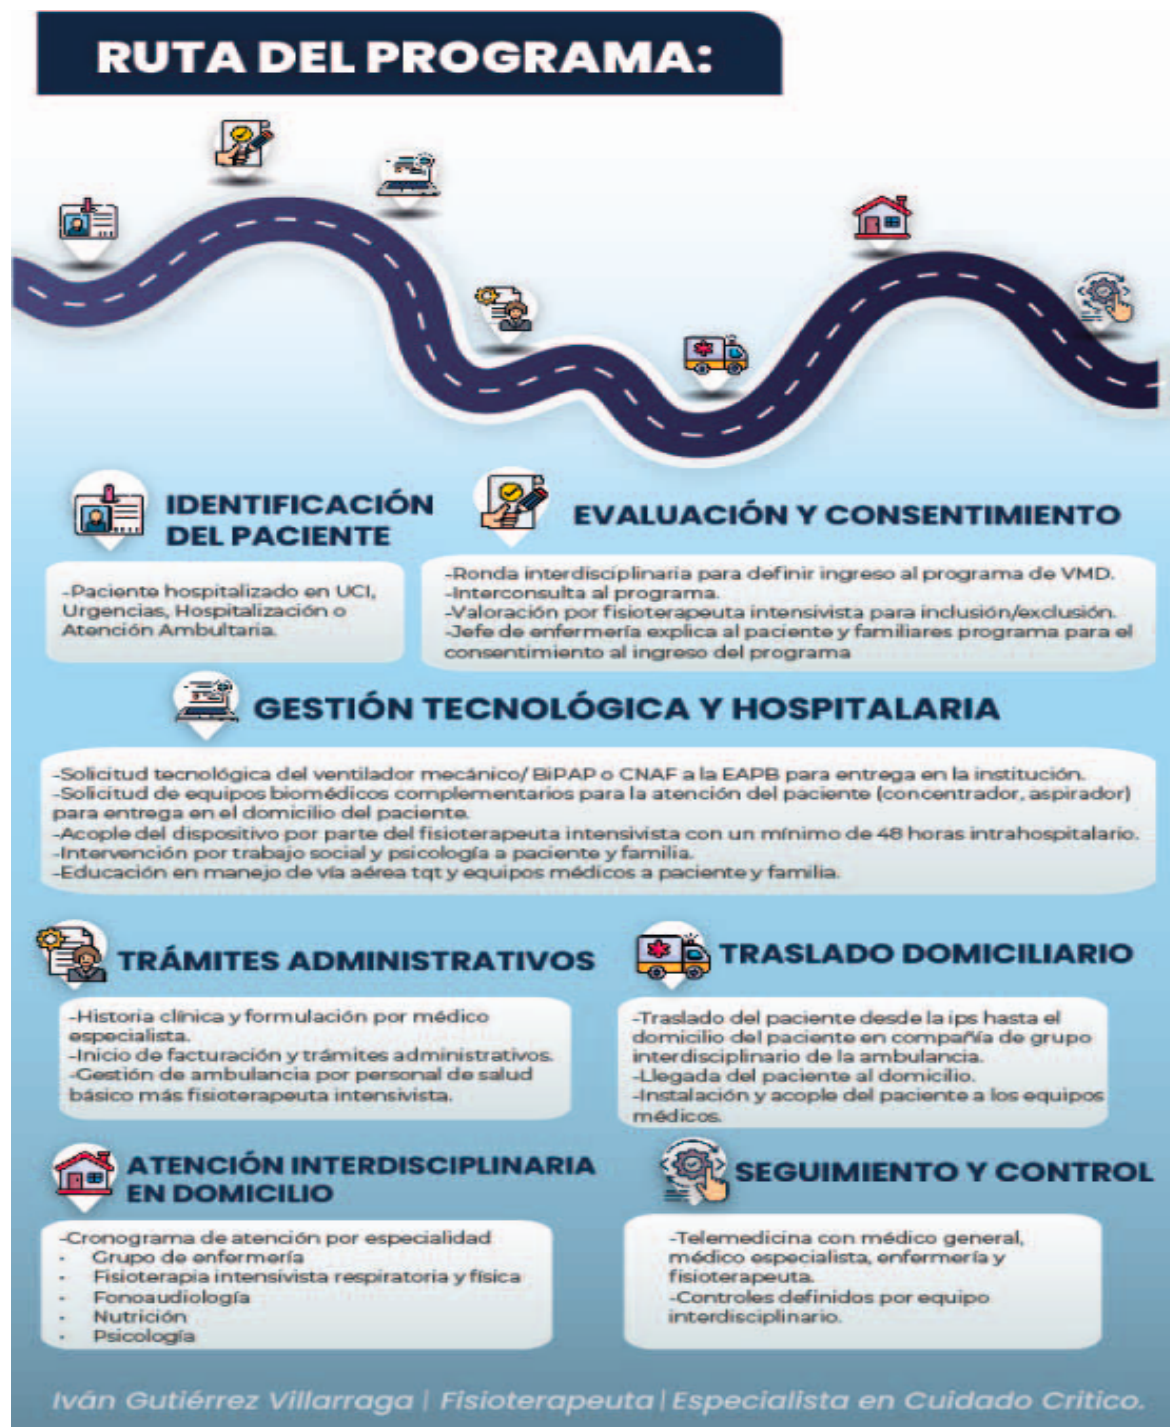 RUTA DEL PROGRAMA:
IDENTIFICACIÓN
DEL PACIENTE
-Paciente hospitalizado en UCI,
Urgencias, Hospitalización o
Atención Ambultaria.
EVALUACIÓN Y CONSENTIMIENTO
-Ronda interdisciplinaria para definir ingreso al programa de VMD.
-Interconsulta al programa.
-Valoración por fisioterapeuta intensivista para inclusión/exclusión.
-Jefe de enfermería explica al paciente y familiares programa para el
consentimiento al ingreso del programa
GESTIÓN TECNOLÓGICA Y HOSPITALARIA
-Solicitud tecnológica del ventilador mecánico/ BiPAP o CNAF a la EAPB para entrega en la institución.
-Solicitud de equipos biomédicos complementarios para la atención del paciente (concentrador, aspirador)
para entrega en el domicilio del paciente.
-Acople del dispositivo por parte del fisioterapeuta intensivista con un mínimo de 48 horas intrahospitalario.
-Intervención por trabajo social y psicología a paciente y familia.
-Educación en manejo de vía aérea tqt y equipos médicos a paciente y familia.
TRÁMITES ADMINISTRATIVOS
-Historia clínica y formulación por médico
especialista.
-Inicio de facturación y trámites administrativos.
-Gestión de ambulancia por personal de salud
básico más fisioterapeuta intensivista.
TRASLADO DOMICILIARIO
-Traslado del paciente desde la ips hasta el
domicilio del paciente en compañía de grupo
interdisciplinario de la ambulancia.
-Llegada del paciente al domicilio.
-Instalación y acople del paciente a los equipos
médicos.
ATENCIÓN INTERDISCIPLINARIA
EN DOMICILIO
-Cronograma de atención por especialidad
• Grupo de enfermería
• Fisioterapia intensivista respiratoria y física
• Fonoaudiología
• Nutrición
• Psicología
SEGUIMIENTO Y CONTROL
-Telemedicina con médico general,
médico especialista, enfermería y
fisioterapeuta.
-Controles definidos por equipo
interdisciplinario.
Iván Gutiérrez Villarraga | Fisioterapeuta | Especialista en Cuidado Crítico.